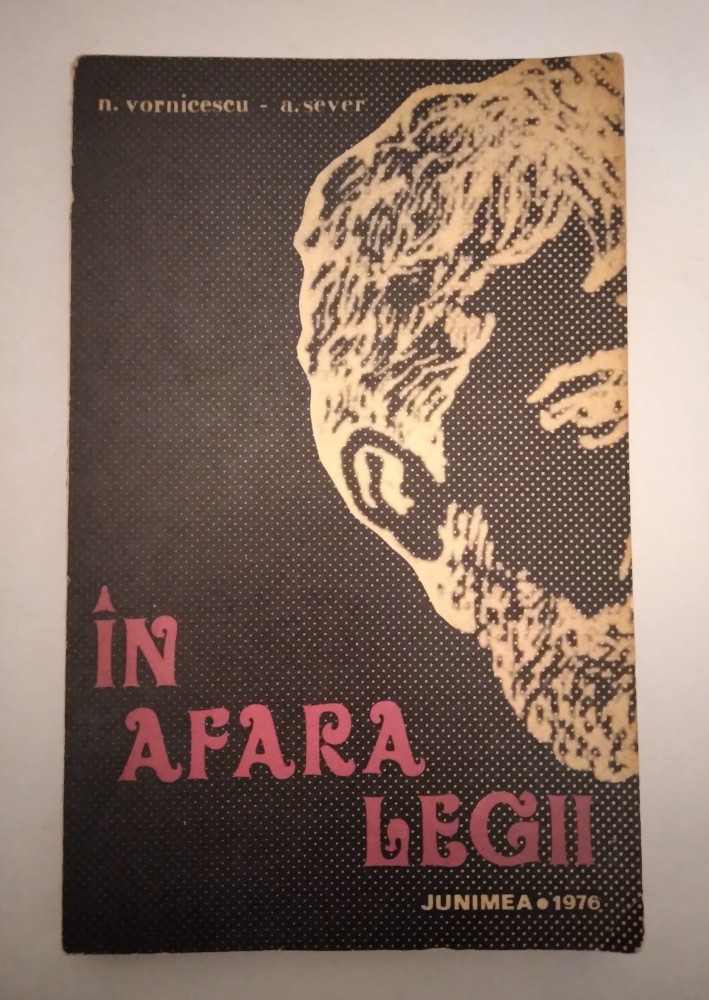 n. vornicescu - a. sever
ÎN
AFARA
LEGII
JUNIMEA • 1976